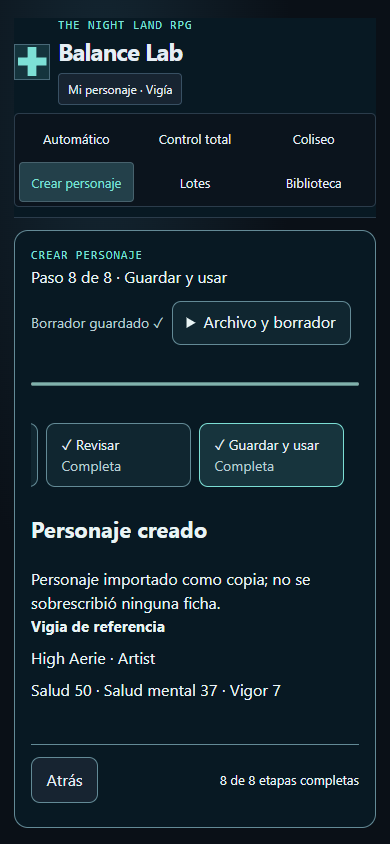 THE NIGHT LAND RPG
Balance Lab
Mi personaje · Vigía
Automático
Control total
Coliseo
Crear personaje
Lotes
Biblioteca
CREAR PERSONAJE
Paso 8 de 8 · Guardar y usar
Borrador guardado ✓
▶ Archivo y borrador
✓ Revisar
Completa
✓ Guardar y usar
Completa
Personaje creado
Personaje importado como copia; no se
sobrescribió ninguna ficha.
Vigia de referencia
High Aerie · Artist
Salud 50 · Salud mental 37 · Vigor 7
Atrás
8 de 8 etapas completas